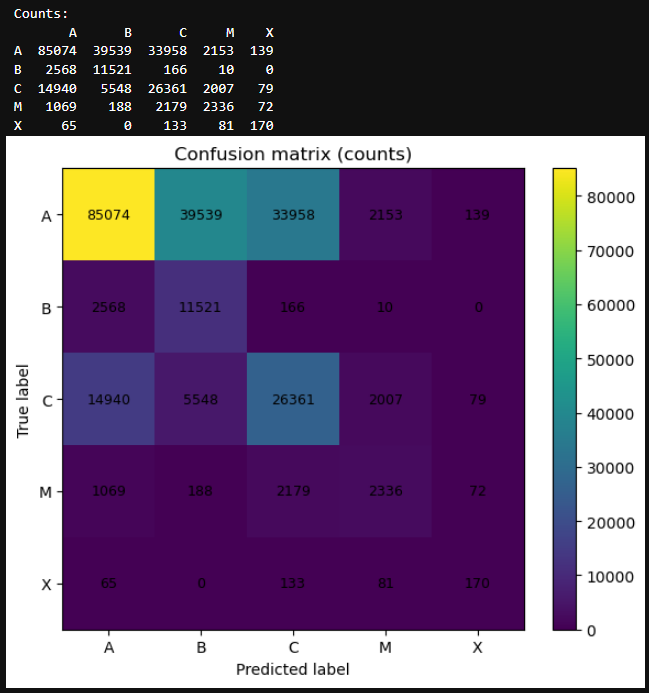 Counts:
A B C M X
A 85074 39539 33958 2153 139
B 2568 11521 166 10 0
C 14940 5548 26361 2007 79
M 1069 188 2179 2336 72
X 65 0 133 81 170
Confusion matrix (counts)
A 85074 39539 33958 2153 139
B 2568 11521 166 10 0
C 14940 5548 26361 2007 79
M 1069 188 2179 2336 72
X 65 0 133 81 170
A B C M X
Predicted label
True label
80000
70000
60000
50000
40000
30000
20000
10000
0